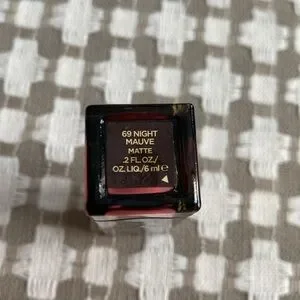 69 NIGHT
MAUVE
MATTE
.2 FL.OZ./
OZ.LIQ./6 ml ℮